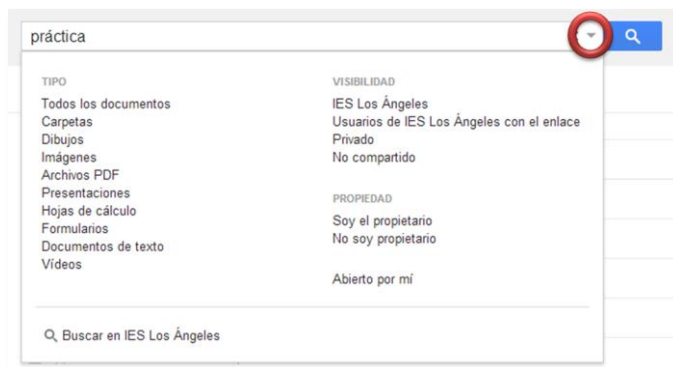 práctica
TIPO
Todos los documentos
Carpetas
Dibujos
Imágenes
Archivos PDF
Presentaciones
Hojas de cálculo
Formularios
Documentos de texto
Vídeos
VISIBILIDAD
IES Los Ángeles
Usuarios de IES Los Ángeles con el enlace
Privado
No compartido
PROPIEDAD
Soy el propietario
No soy propietario
Abierto por mí
Buscar en IES Los Ángeles